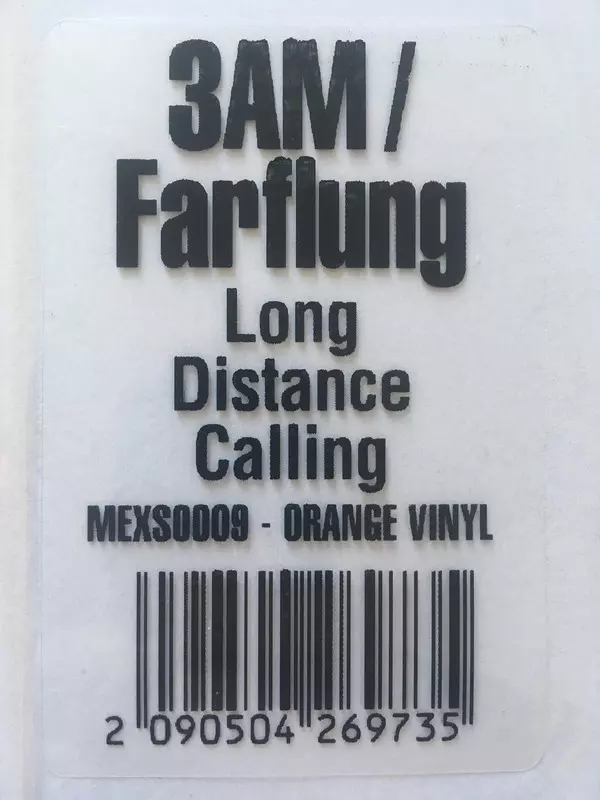 3AM /
Farflung
Long
Distance
Calling
MEXS0009 - ORANGE VINYL
2 090504 269735